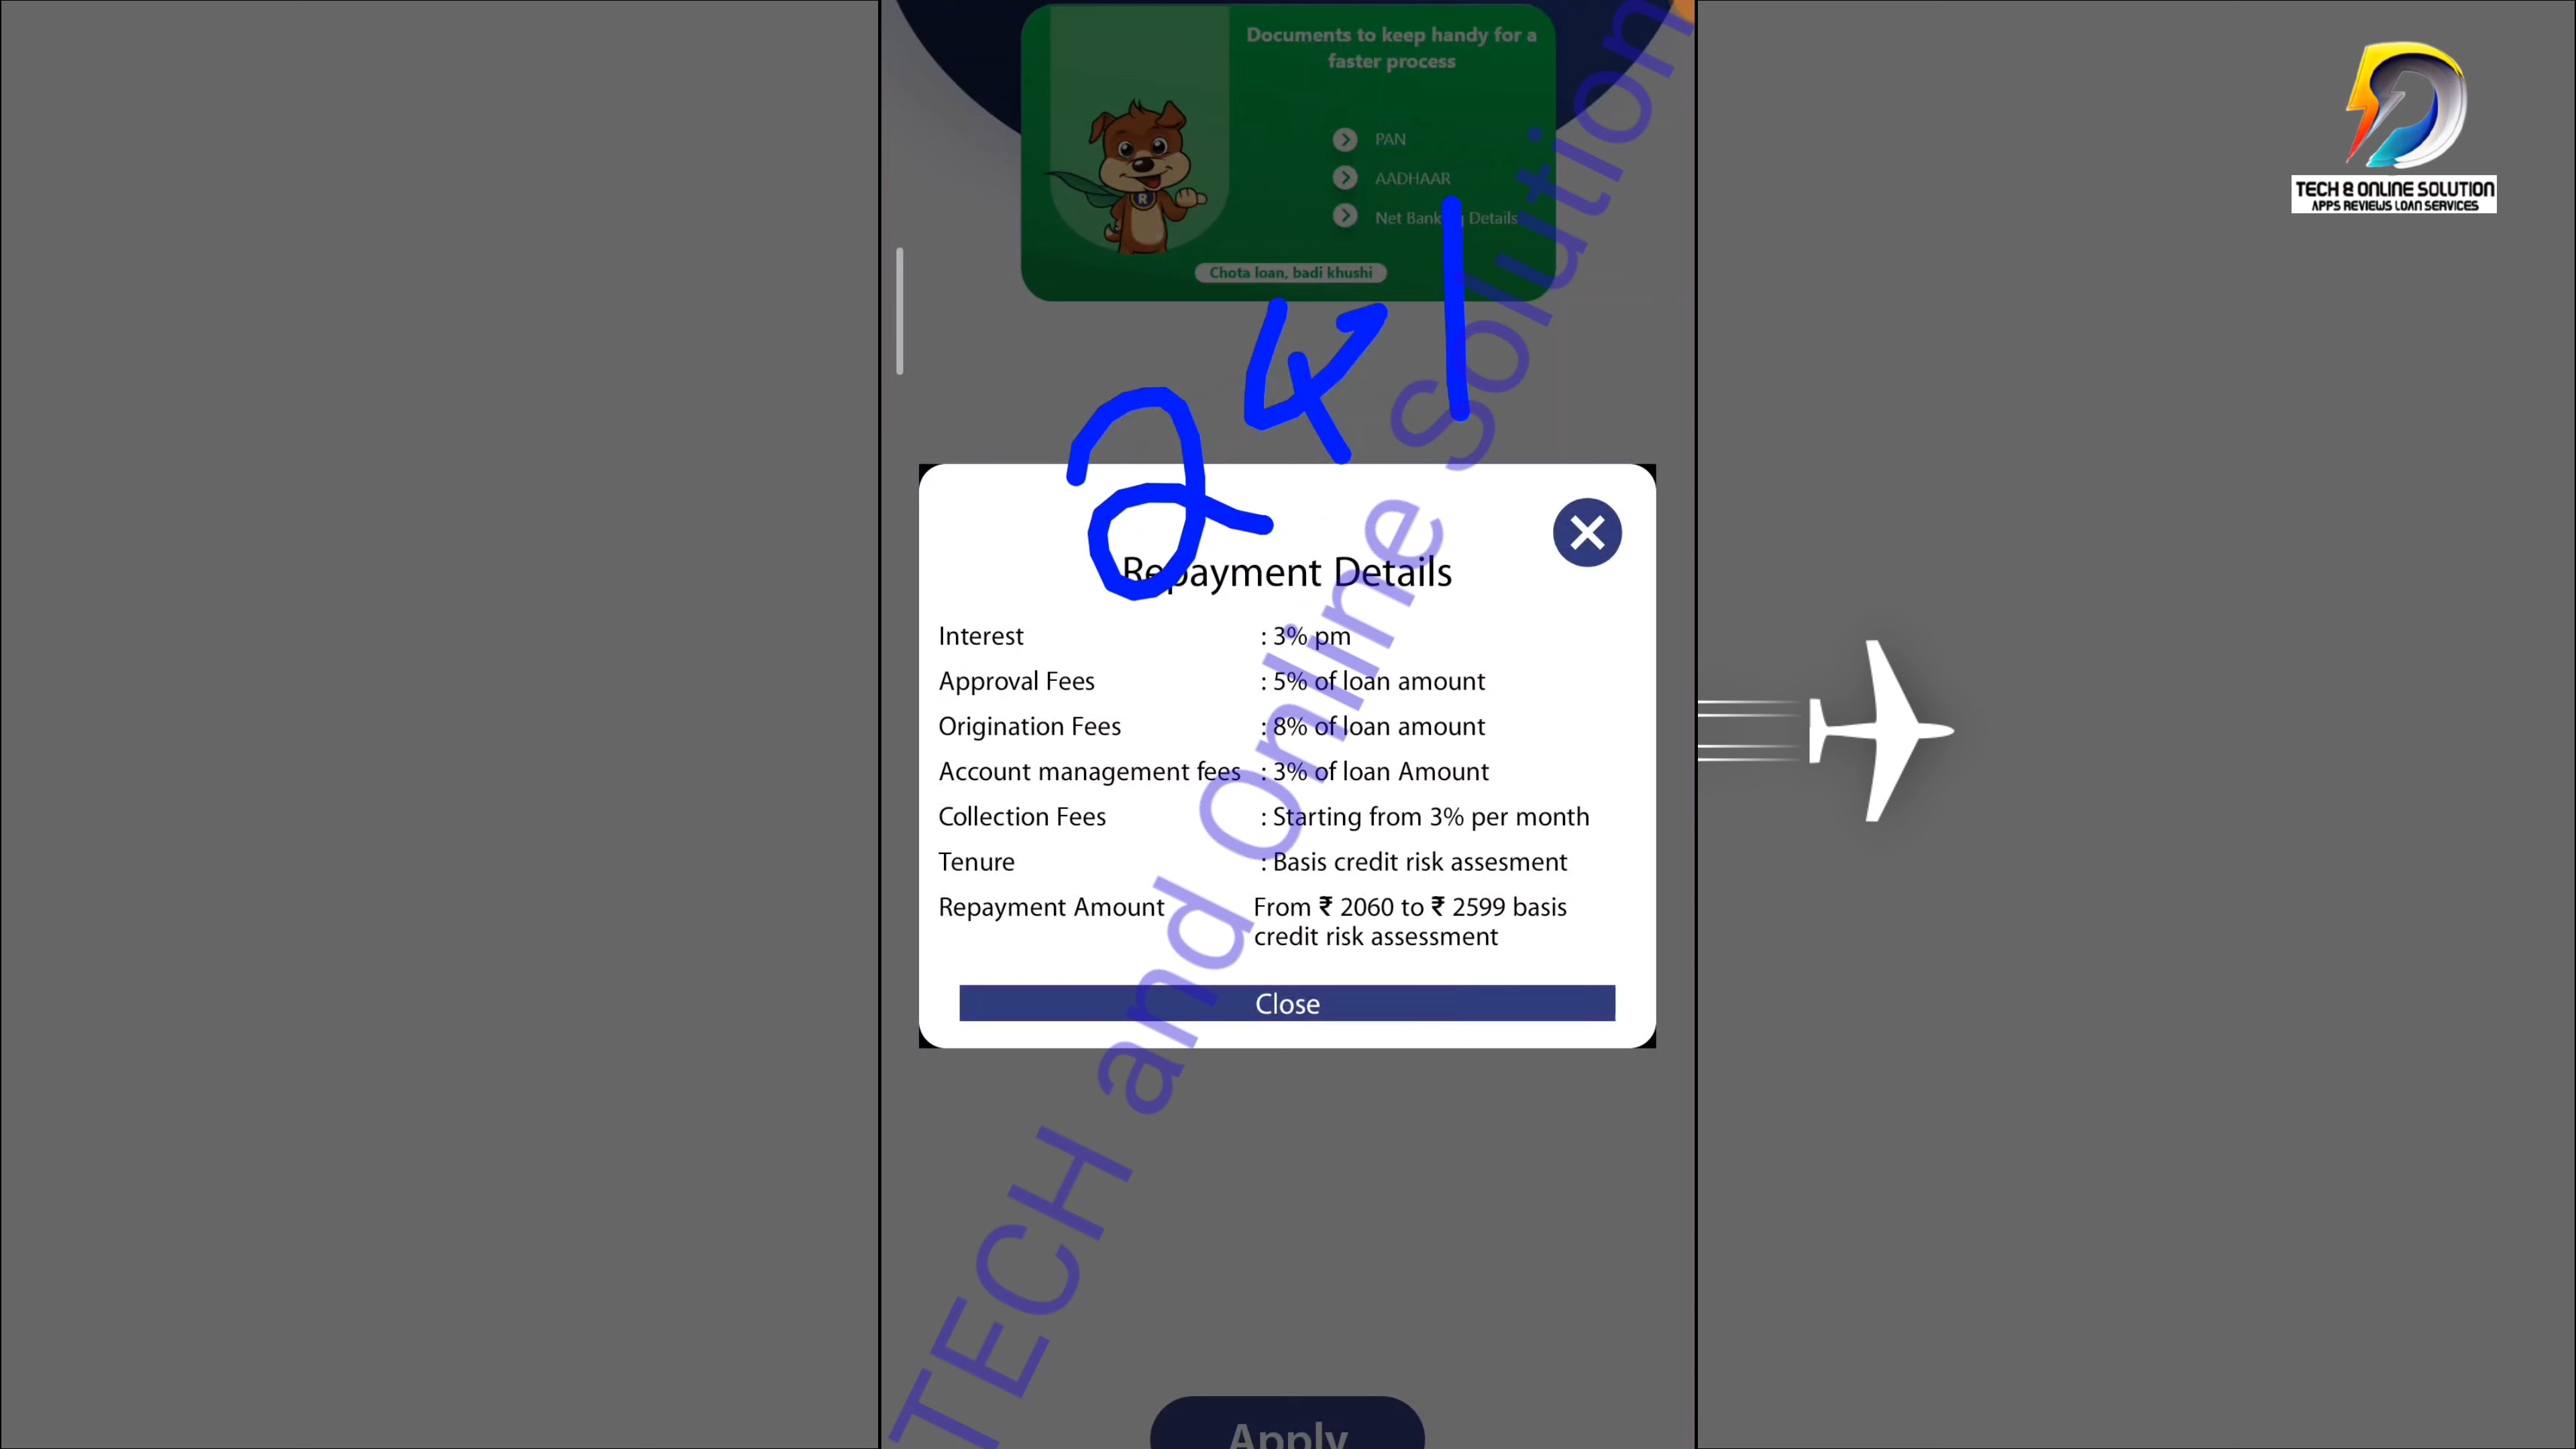 Documents to keep handy for a
faster process
PAN
AADHAAR
Net Banking Details
R
Chota loan, badi khushi
TECH & ONLINE SOLUTION
APPS REVIEWS LOAN SERVICES
241
Repayment Details
Interest : 3% pm
Approval Fees : 5% of loan amount
Origination Fees : 8% of loan amount
Account management fees : 3% of loan Amount
Collection Fees : Starting from 3% per month
Tenure : Basis credit risk assesment
Repayment Amount From ₹ 2060 to ₹ 2599 basis
credit risk assessment
Close
Apply
TECH and Online Solution